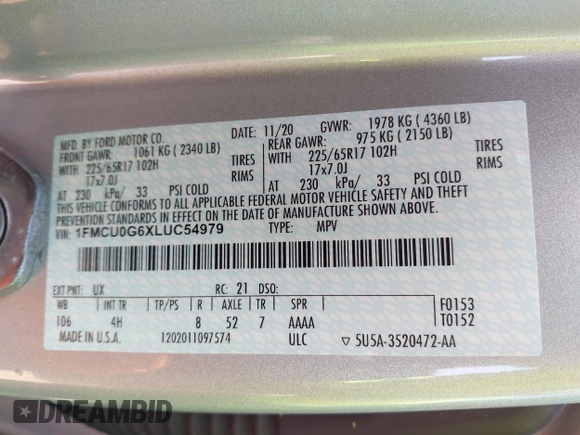 MFD. BY FORD MOTOR CO. DATE: 11/20 GVWR: 1978 KG ( 4360 LB)
FRONT GAWR: 1061 KG ( 2340 LB) REAR GAWR: 975 KG ( 2150 LB)
WITH 225/65R17 102H TIRES WITH 225/65R17 102H TIRES
17x7.0J RIMS 17x7.0J RIMS
AT 230 kPa/ 33 PSI COLD AT 230 kPa/ 33 PSI COLD
THIS VEHICLE CONFORMS TO ALL APPLICABLE FEDERAL MOTOR VEHICLE SAFETY AND THEFT
PREVENTION STANDARDS IN EFFECT ON THE DATE OF MANUFACTURE SHOWN ABOVE.
VIN: 1FMCU0G6XLUC54979 TYPE: MPV
EXT PNT: UX RC: 21 DSO:
WB INT TR TP/PS R AXLE TR SPR F0153
106 4H 8 52 7 AAAA T0152
MADE IN U.S.A. 1202011097574 ULC ▽ 5U5A-3520472-AA
DREAMBID